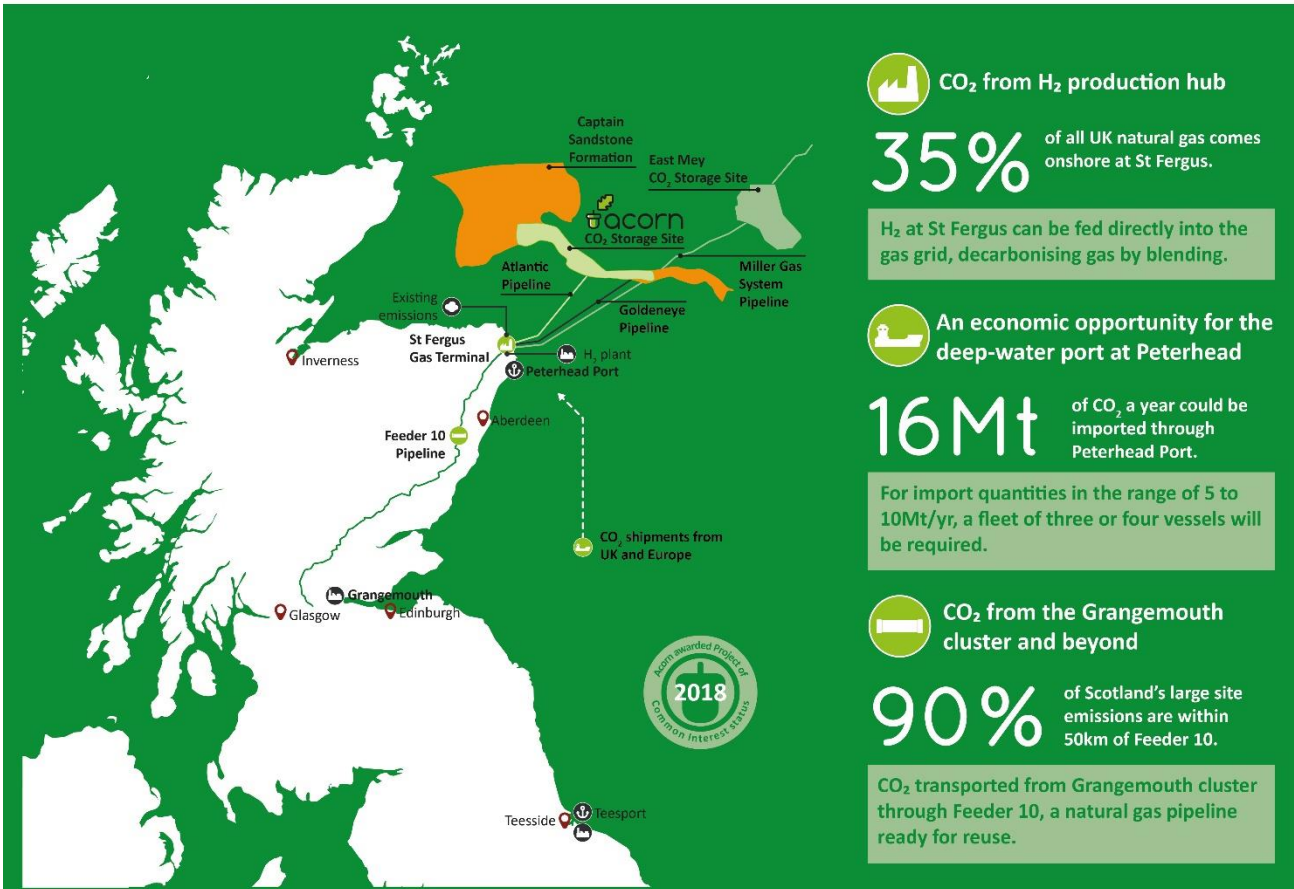 Captain
Sandstone
Formation
East Mey
CO₂ Storage Site
acorn
CO₂ Storage Site
Atlantic
Pipeline
Miller Gas
System
Pipeline
Goldeneye
Pipeline
Existing
emissions
St Fergus
Gas Terminal
H₂ plant
Peterhead Port
Inverness
Aberdeen
Feeder 10
Pipeline
CO₂ shipments from
UK and Europe
Grangemouth
Glasgow
Edinburgh
Acorn awarded Project of
2018
Common interest status
Teesside
Teesport
CO₂ from H₂ production hub
35%
of all UK natural gas comes
onshore at St Fergus.
H₂ at St Fergus can be fed directly into the
gas grid, decarbonising gas by blending.
An economic opportunity for the
deep-water port at Peterhead
16Mt
of CO₂ a year could be
imported through
Peterhead Port.
For import quantities in the range of 5 to
10Mt/yr, a fleet of three or four vessels will
be required.
CO₂ from the Grangemouth
cluster and beyond
90%
of Scotland's large site
emissions are within
50km of Feeder 10.
CO₂ transported from Grangemouth cluster
through Feeder 10, a natural gas pipeline
ready for reuse.